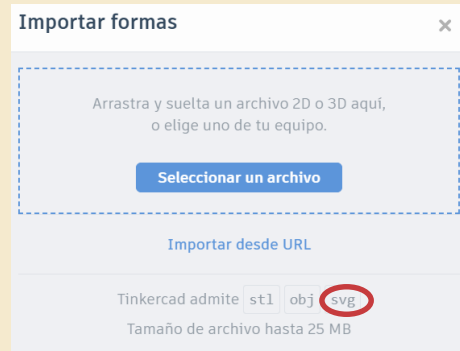 Importar formas
Arrastra y suelta un archivo 2D o 3D aquí,
o elige uno de tu equipo.
Seleccionar un archivo
Importar desde URL
Tinkercad admite stl obj svg
Tamaño de archivo hasta 25 MB